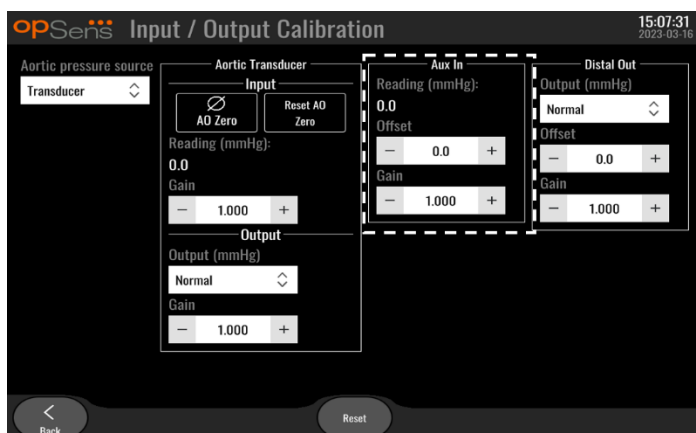 opSens Input / Output Calibration
15:07:31
2023-03-16
Aortic pressure source
Transducer
Aortic Transducer
Input
AO Zero
Reset AO
Zero
Reading (mmHg):
0.0
Gain
− 1.000 +
Output
Output (mmHg)
Normal
Gain
− 1.000 +
Aux In
Reading (mmHg):
0.0
Offset
− 0.0 +
Gain
− 1.000 +
Distal Out
Output (mmHg)
Normal
Offset
− 0.0 +
Gain
− 1.000 +
Back
Reset